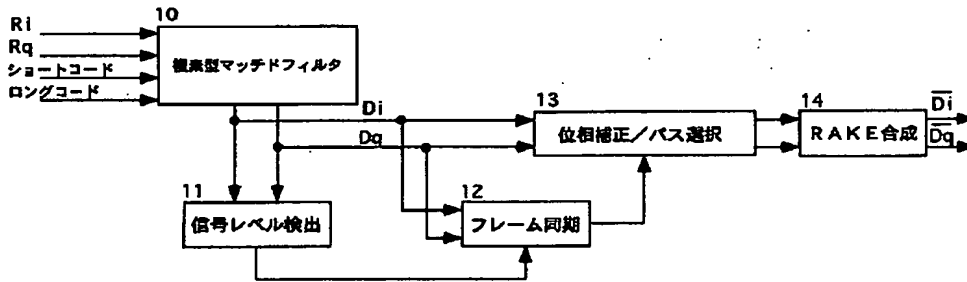 10
Ri
Rq
ショートコード
ロングコード
複素型マッチドフィルタ
Di
Dq
13
位相補正/パス選択
14
RAKE合成
Di
Dq
11
信号レベル検出
12
フレーム同期